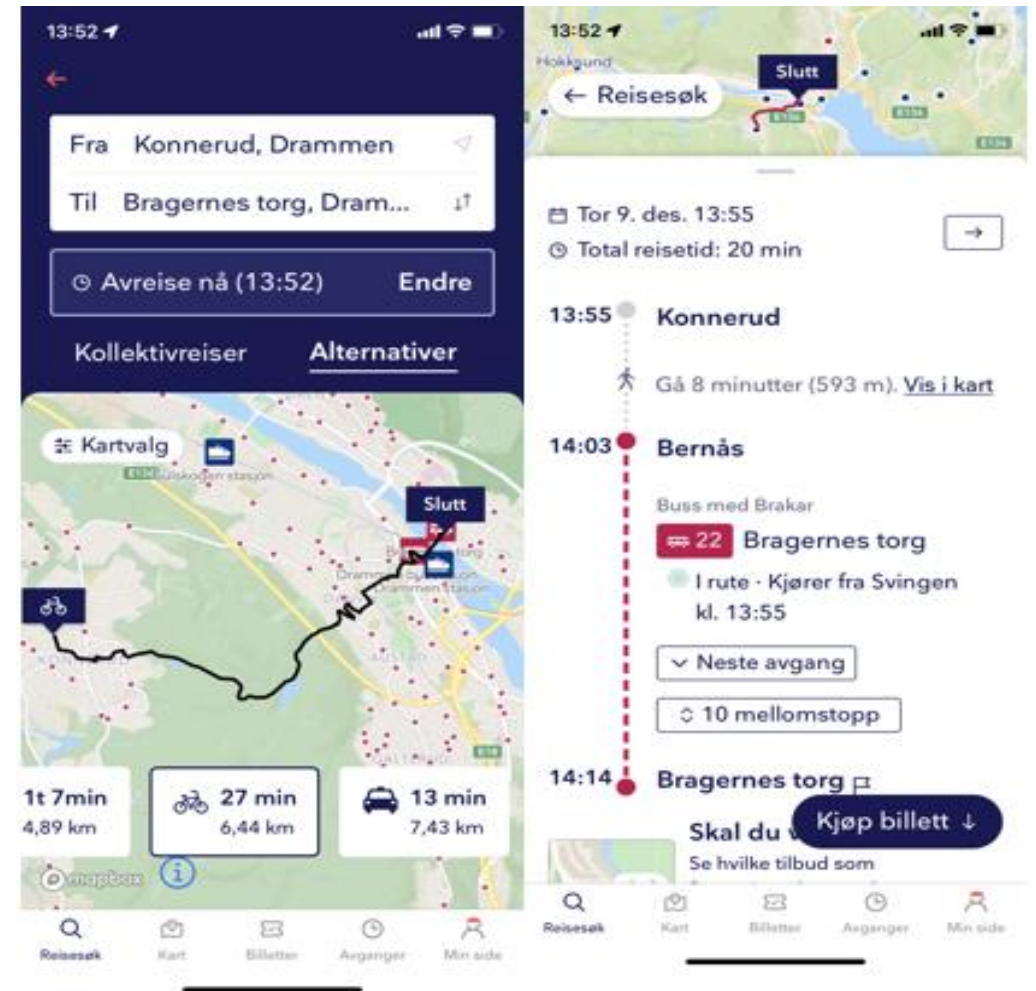 13:52
Fra Konnerud, Drammen
Til Bragernes torg, Dram...
Avreise nå (13:52) Endre
Kollektivreiser Alternativer
Kartvalg
Slutt
1t 7min
4,89 km
27 min
6,44 km
13 min
7,43 km
mapbox
Reisesøk Kart Billetter Avganger Min side
13:52
Hokksund
Slutt
← Reisesøk
E134
Tor 9. des. 13:55
Total reisetid: 20 min
13:55 Konnerud
Gå 8 minutter (593 m). Vis i kart
14:03 Bernås
Buss med Brakar
22 Bragernes torg
I rute · Kjører fra Svingen
kl. 13:55
Neste avgang
10 mellomstopp
14:14 Bragernes torg
Kjøp billett ↓
Skal du
Se hvilke tilbud som
Reisesøk Kart Billetter Avganger Min side